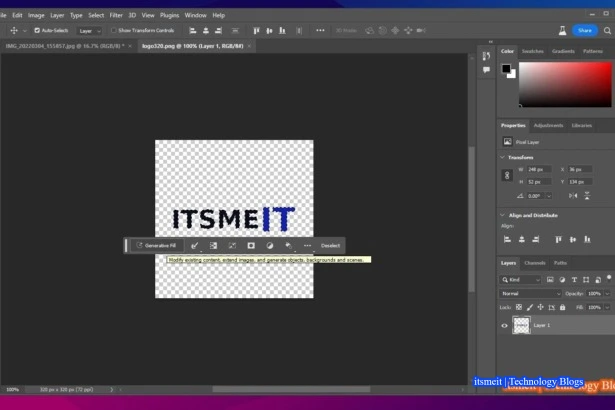 ile Edit Image Layer Type Select Filter 3D View Plugins Window Help
Auto-Select: Layer Show Transform Controls 3D Mode Share
IMG_20220304_155857.jpg @ 16.7% (RGB/8) * × logo320.png @ 100% (Layer 1, RGB/8#) ×
Color Swatches Gradients Patterns
Properties Adjustments Libraries
Pixel Layer
Transform
W 248 px X 36 px
H 52 px Y 134 px
0.00°
Align and Distribute
Align:
ITSMEIT
Generative Fill Deselect
Modify existing content, extend images, and generate objects, backgrounds and scenes.
Layers Channels Paths
Kind
Normal Opacity: 100%
Lock: Fill: 100%
Layer 1
100% 320 px x 320 px (72 ppi)
itsmeit | Technology Blogs